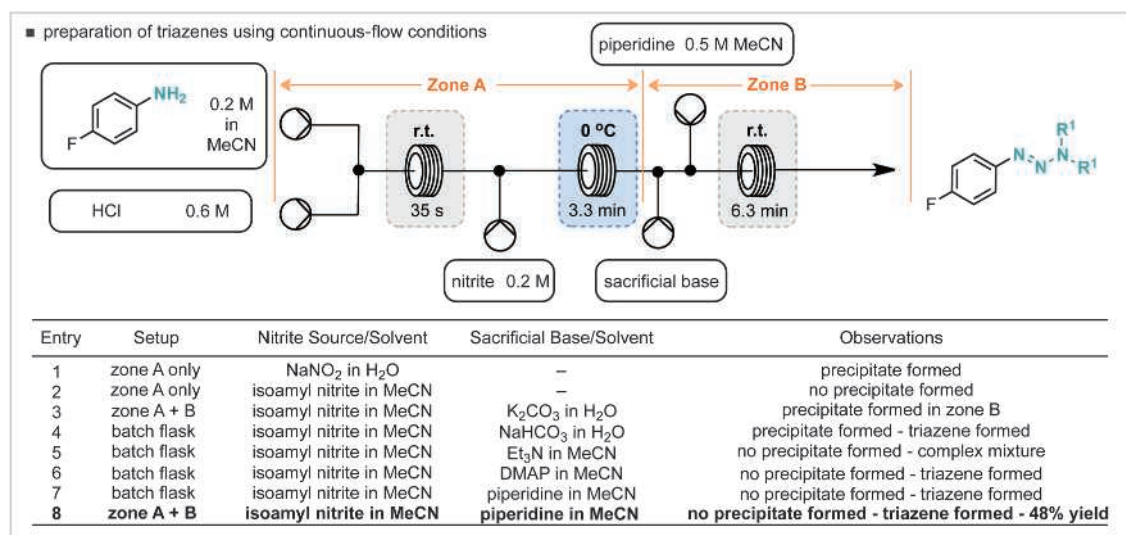 ■ preparation of triazenes using continuous-flow conditions
piperidine 0.5 M MeCN
Zone A
Zone B
NH2
F
0.2 M
in
MeCN
HCl 0.6 M
r.t.
35 s
0 °C
3.3 min
r.t.
6.3 min
nitrite 0.2 M
sacrificial base
R1
N N N
R1
F
Entry Setup Nitrite Source/Solvent Sacrificial Base/Solvent Observations
1 zone A only NaNO2 in H2O – precipitate formed
2 zone A only isoamyl nitrite in MeCN – no precipitate formed
3 zone A + B isoamyl nitrite in MeCN K2CO3 in H2O precipitate formed in zone B
4 batch flask isoamyl nitrite in MeCN NaHCO3 in H2O precipitate formed - triazene formed
5 batch flask isoamyl nitrite in MeCN Et3N in MeCN no precipitate formed - complex mixture
6 batch flask isoamyl nitrite in MeCN DMAP in MeCN no precipitate formed - triazene formed
7 batch flask isoamyl nitrite in MeCN piperidine in MeCN no precipitate formed - triazene formed
8 zone A + B isoamyl nitrite in MeCN piperidine in MeCN no precipitate formed - triazene formed - 48% yield